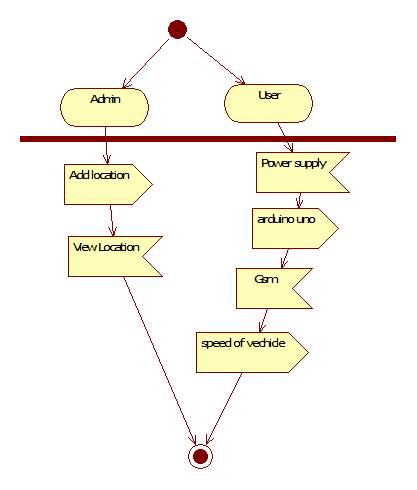 Admin
User
Add location
Power supply
View Location
arduino uno
Gsm
speed of vechicle